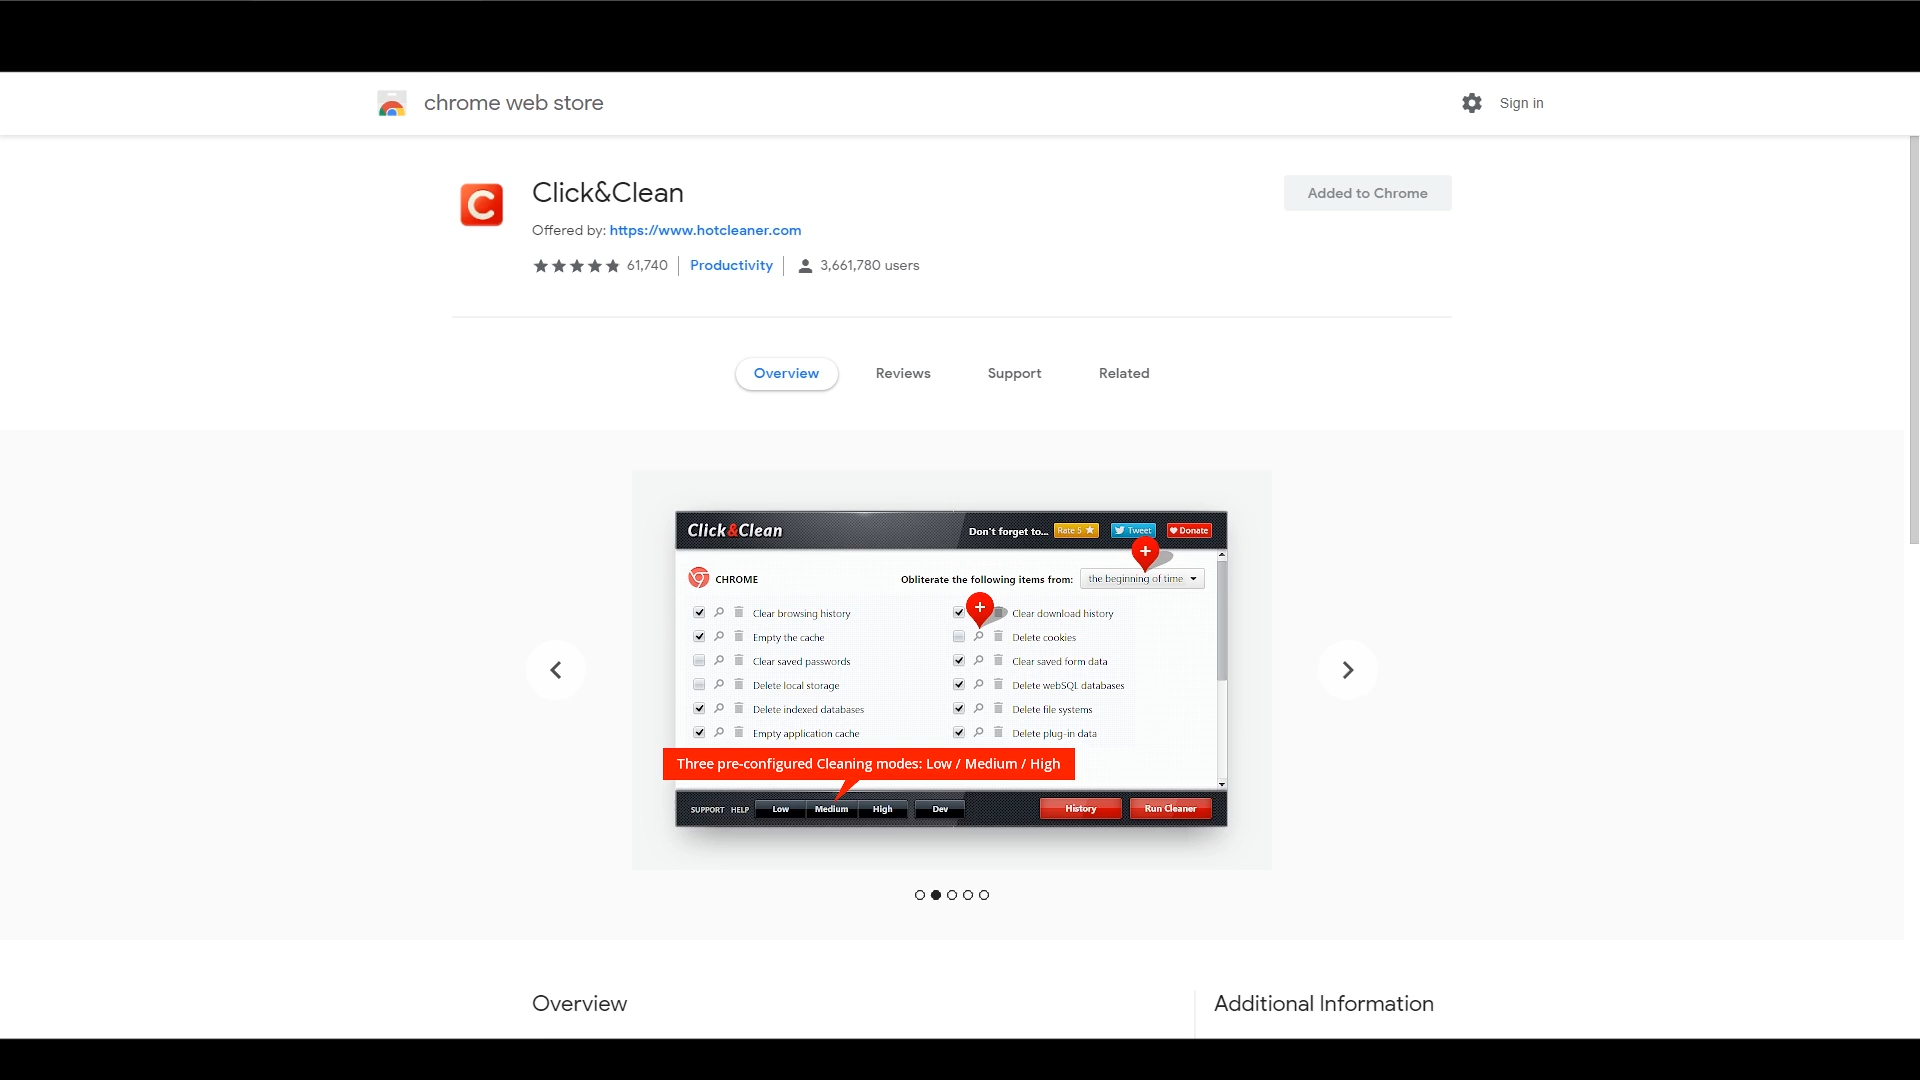 chrome web store
Sign in
Click&Clean
Added to Chrome
Offered by: https://www.hotcleaner.com
61,740
Productivity
3,661,780 users
Overview
Reviews
Support
Related
Click&Clean
Don't forget to...
Rate 5
Tweet
Donate
CHROME
Obliterate the following items from:
the beginning of time
Clear browsing history
Clear download history
Empty the cache
Delete cookies
Clear saved passwords
Clear saved form data
Delete local storage
Delete webSQL databases
Delete indexed databases
Delete file systems
Empty application cache
Delete plug-in data
Three pre-configured Cleaning modes: Low / Medium / High
SUPPORT
HELP
Low
Medium
High
Dev
History
Run Cleaner
Overview
Additional Information